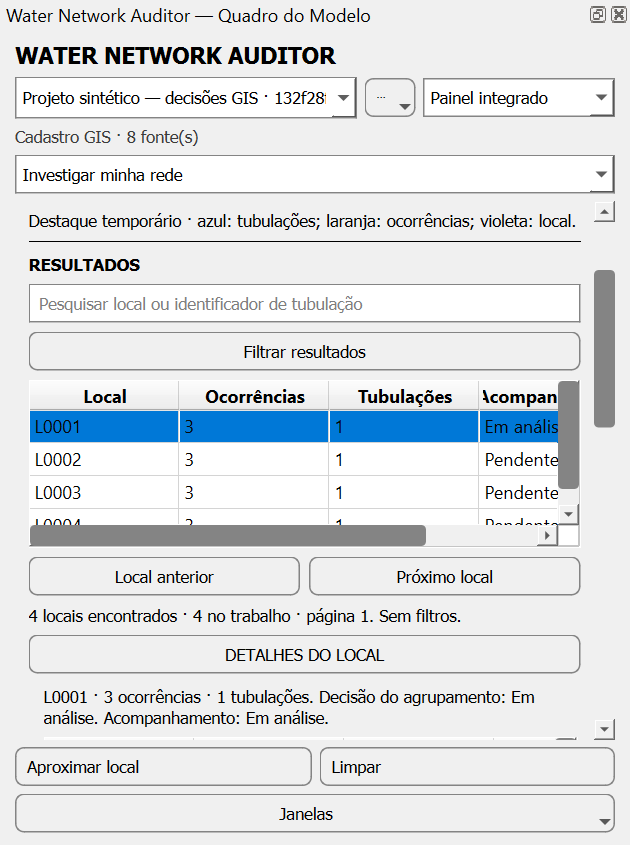 Water Network Auditor — Quadro do Modelo
WATER NETWORK AUDITOR
Projeto sintético — decisões GIS · 132f28
...
Painel integrado
Cadastro GIS · 8 fonte(s)
Investigar minha rede
Destaque temporário · azul: tubulações; laranja: ocorrências; violeta: local.
RESULTADOS
Pesquisar local ou identificador de tubulação
Filtrar resultados
Local Ocorrências Tubulações Acompan
L0001 3 1 Em anális
L0002 3 1 Pendente
L0003 3 1 Pendente
L0004 3 1 Pendente
Local anterior
Próximo local
4 locais encontrados · 4 no trabalho · página 1. Sem filtros.
DETALHES DO LOCAL
L0001 · 3 ocorrências · 1 tubulações. Decisão do agrupamento: Em
análise. Acompanhamento: Em análise.
Aproximar local
Limpar
Janelas